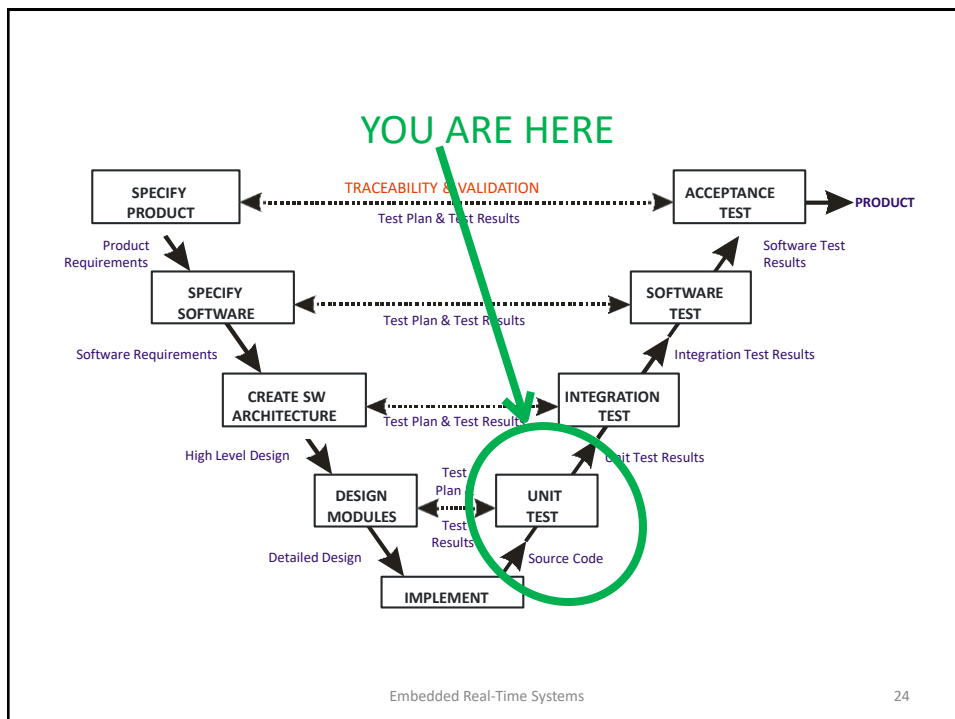 YOU ARE HERE
SPECIFY
PRODUCT
TRACEABILITY & VALIDATION
Test Plan & Test Results
ACCEPTANCE
TEST
PRODUCT
Product
Requirements
Software Test
Results
SPECIFY
SOFTWARE
Test Plan & Test Results
SOFTWARE
TEST
Software Requirements
Integration Test Results
CREATE SW
ARCHITECTURE
Test Plan & Test Results
INTEGRATION
TEST
High Level Design
Unit Test Results
DESIGN
MODULES
Test
Plan &
Test
Results
UNIT
TEST
Detailed Design
Source Code
IMPLEMENT
Embedded Real-Time Systems
24